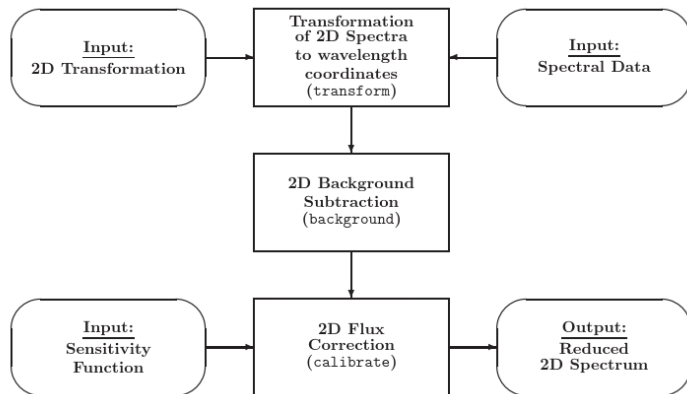 Input:
2D Transformation
Transformation
of 2D Spectra
to wavelength
coordinates
(transform)
Input:
Spectral Data
2D Background
Subtraction
(background)
Input:
Sensitivity
Function
2D Flux
Correction
(calibrate)
Output:
Reduced
2D Spectrum